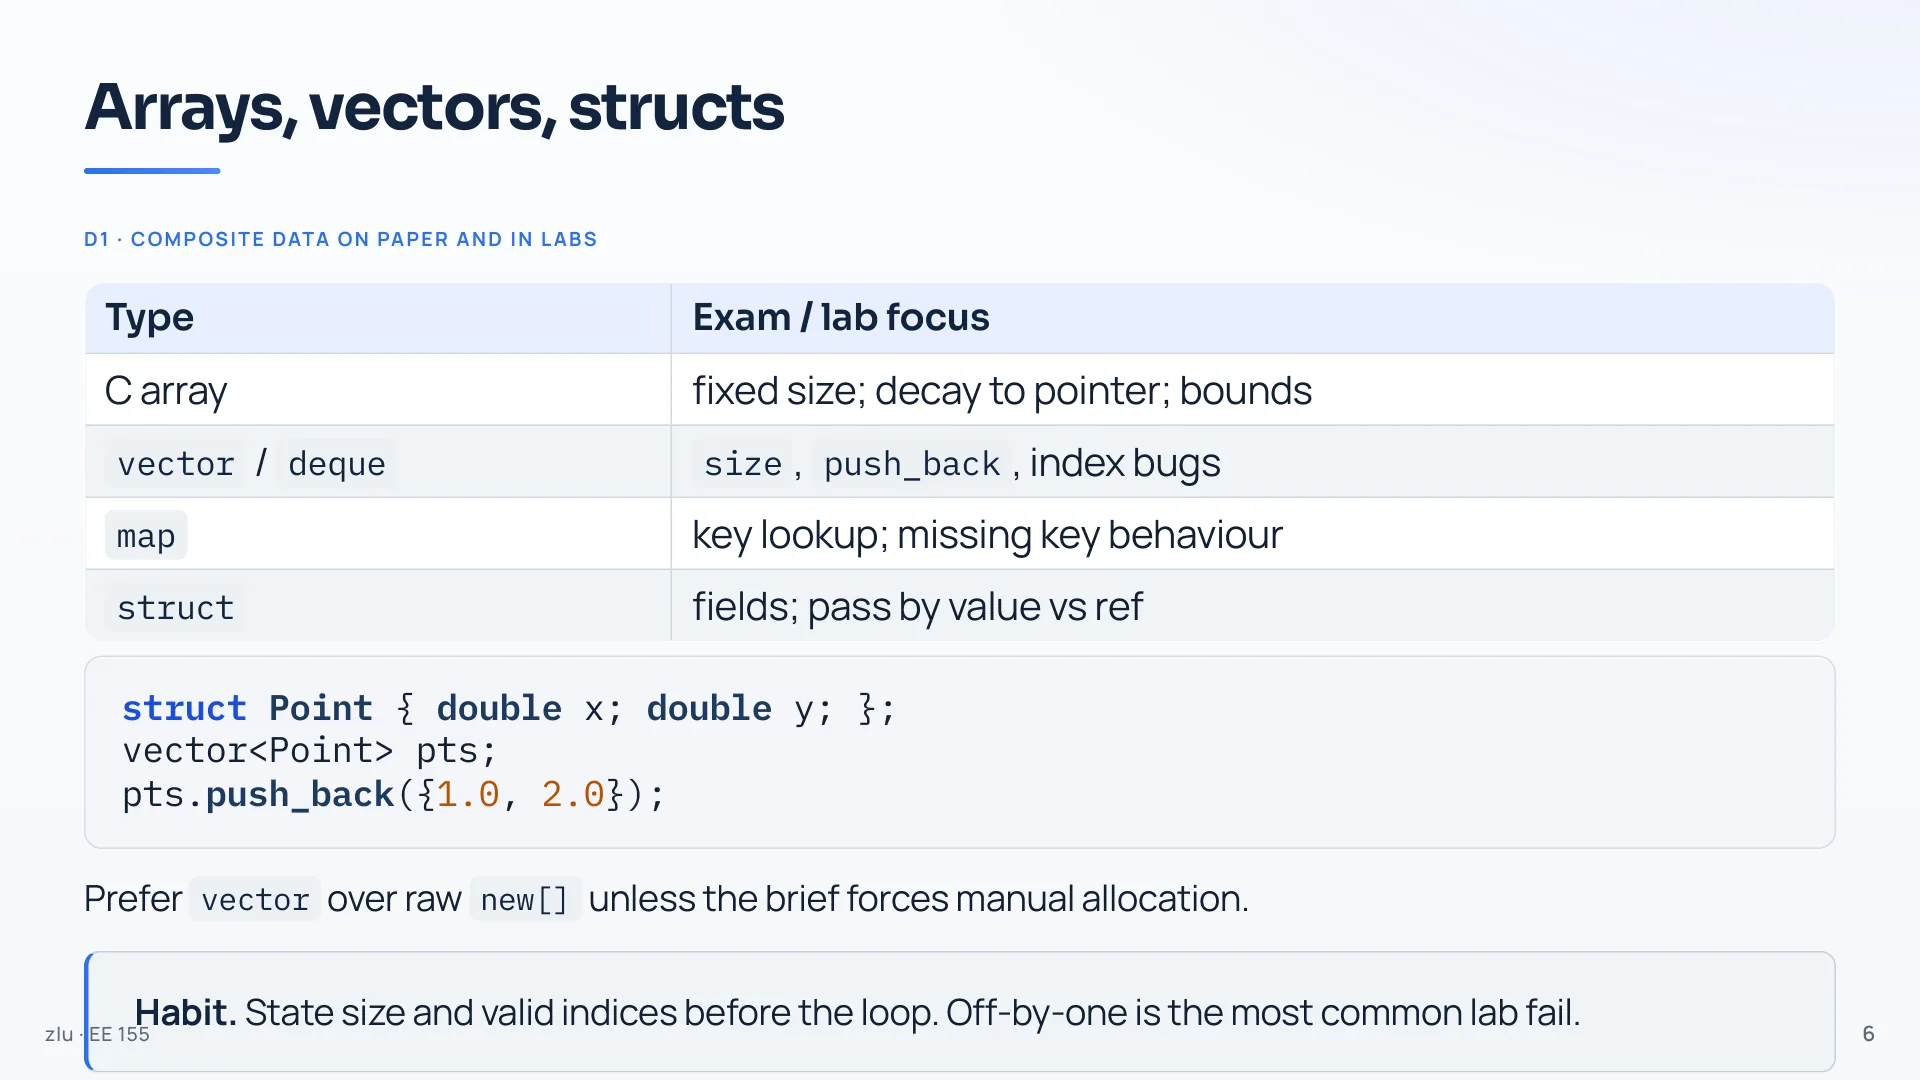 Arrays, vectors, structs
D1 · COMPOSITE DATA ON PAPER AND IN LABS
Type Exam / lab focus
C array fixed size; decay to pointer; bounds
vector / deque size, push_back, index bugs
map key lookup; missing key behaviour
struct fields; pass by value vs ref
struct Point { double x; double y; };
vector<Point> pts;
pts.push_back({1.0, 2.0});
Prefer vector over raw new[] unless the brief forces manual allocation.
Habit. State size and valid indices before the loop. Off-by-one is the most common lab fail.
zlu · EE 155 6